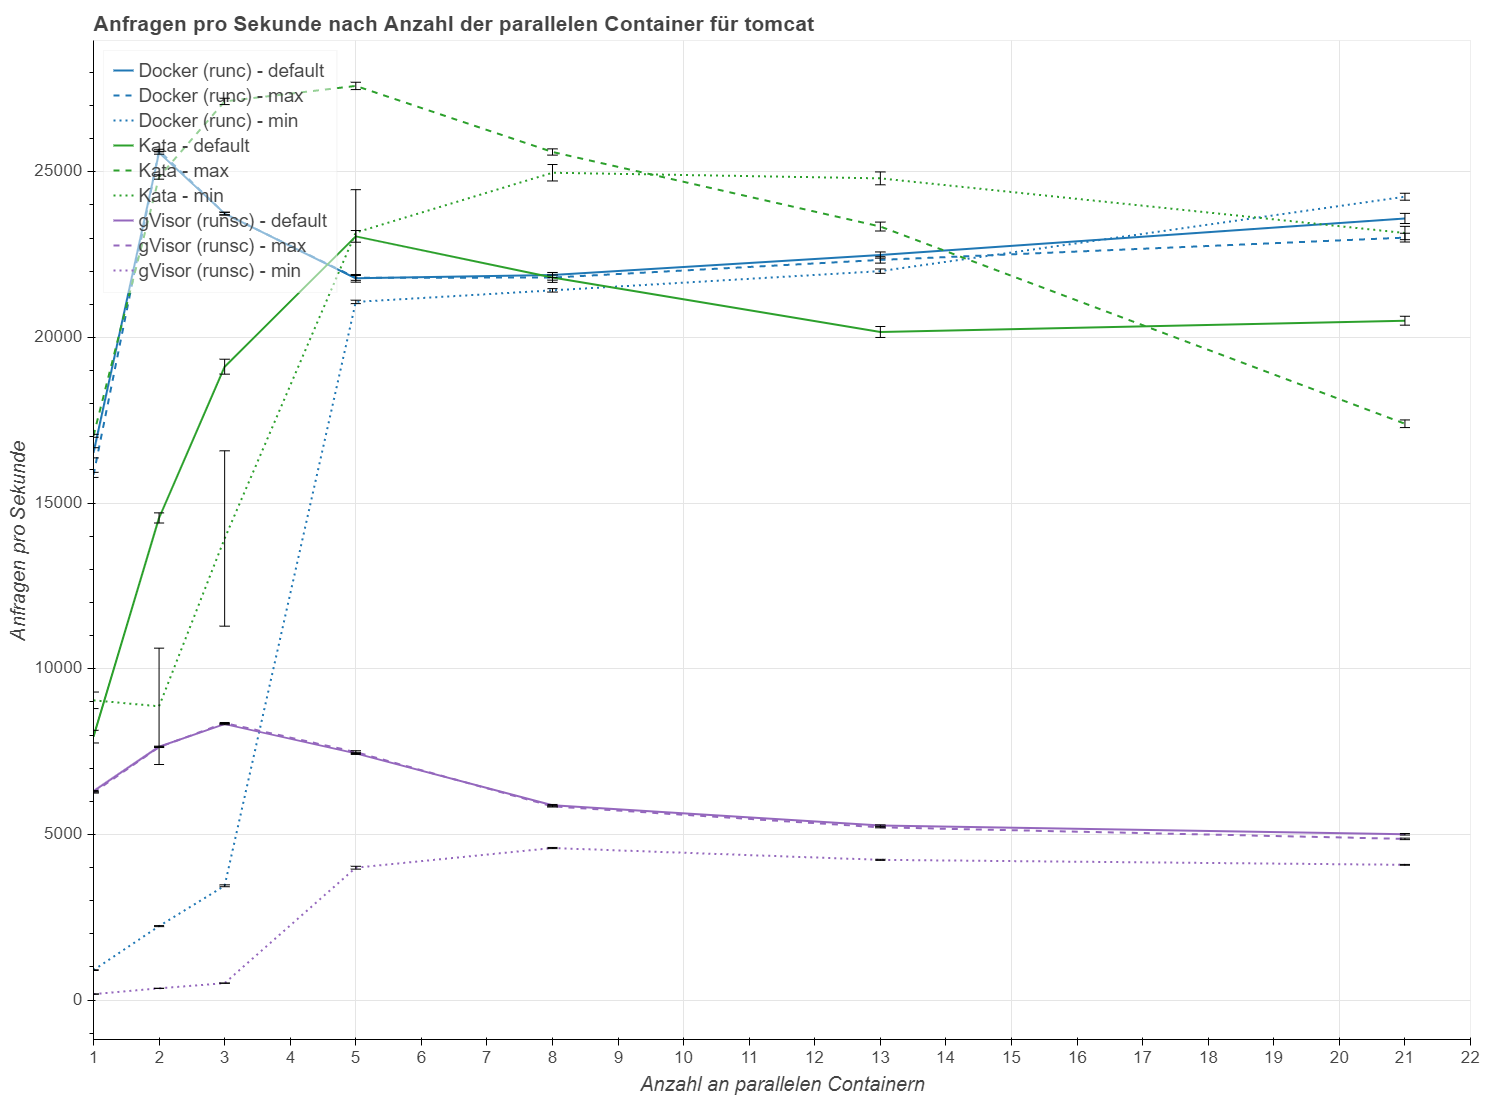 Anfragen pro Sekunde nach Anzahl der parallelen Container für tomcat
Docker (runc) - default
Docker (runc) - max
Docker (runc) - min
Kata - default
Kata - max
Kata - min
gVisor (runsc) - default
gVisor (runsc) - max
gVisor (runsc) - min
25000
20000
15000
10000
5000
0
Anfragen pro Sekunde
1 2 3 4 5 6 7 8 9 10 11 12 13 14 15 16 17 18 19 20 21 22
Anzahl an parallelen Containern